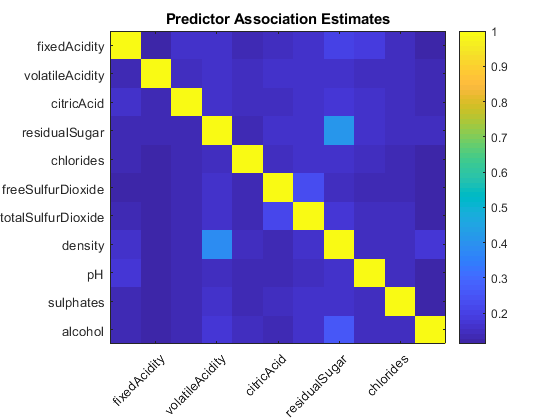 Predictor Association Estimates
fixedAcidity
volatileAcidity
citricAcid
residualSugar
chlorides
freeSulfurDioxide
totalSulfurDioxide
density
pH
sulphates
alcohol
fixedAcidity
volatileAcidity
citricAcid
residualSugar
chlorides
1
0.9
0.8
0.7
0.6
0.5
0.4
0.3
0.2